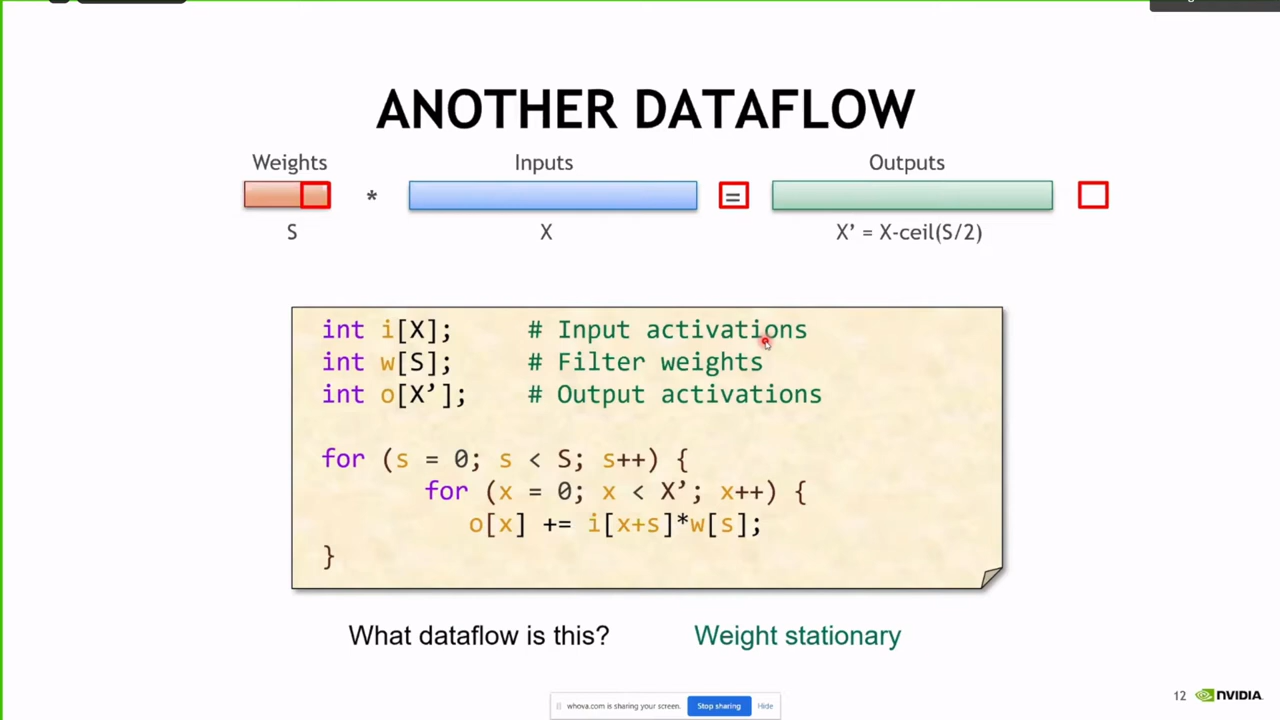 ANOTHER DATAFLOW
Weights Inputs Outputs
* =
S X X’ = X-ceil(S/2)
int i[X]; # Input activations
int w[S]; # Filter weights
int o[X’]; # Output activations
for (s = 0; s < S; s++) {
for (x = 0; x < X’; x++) {
o[x] += i[x+s]*w[s];
}
What dataflow is this? Weight stationary
12 NVIDIA.
whova.com is sharing your screen. Stop sharing Hide